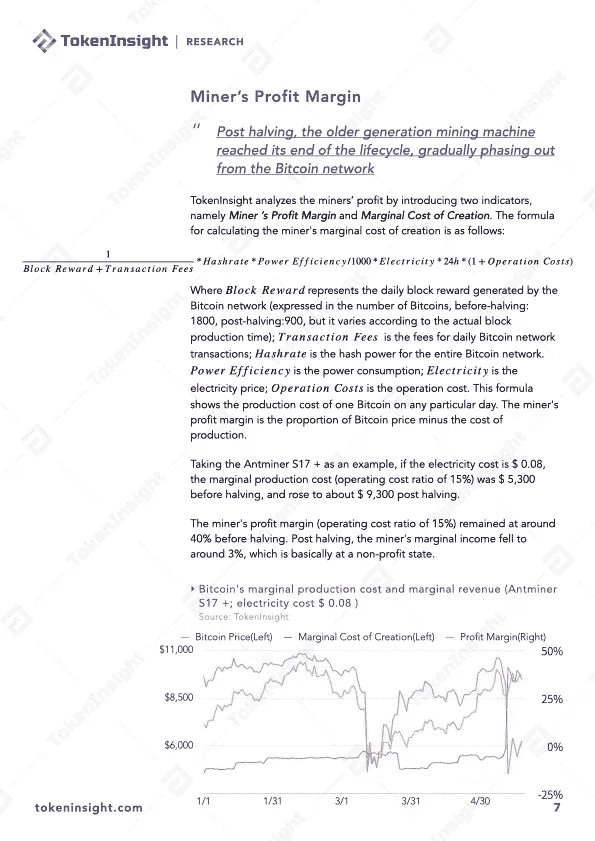 TokenInsight | RESEARCH
Miner's Profit Margin
“ Post halving, the older generation mining machine
reached its end of the lifecycle, gradually phasing out
from the Bitcoin network
TokenInsight analyzes the miners' profit by introducing two indicators,
namely Miner 's Profit Margin and Marginal Cost of Creation. The formula
for calculating the miner's marginal cost of creation is as follows:
1
Block Reward + Transaction Fees
* Hashrate * Power Efficiency/1000 * Electricity * 24h * (1 + Operation Costs)
Where Block Reward represents the daily block reward generated by the
Bitcoin network (expressed in the number of Bitcoins, before-halving:
1800, post-halving:900, but it varies according to the actual block
production time); Transaction Fees is the fees for daily Bitcoin network
transactions; Hashrate is the hash power for the entire Bitcoin network.
Power Efficiency is the power consumption; Electricity is the
electricity price; Operation Costs is the operation cost. This formula
shows the production cost of one Bitcoin on any particular day. The miner's
profit margin is the proportion of Bitcoin price minus the cost of
production.
Taking the Antminer S17 + as an example, if the electricity cost is $ 0.08,
the marginal production cost (operating cost ratio of 15%) was $ 5,300
before halving, and rose to about $ 9,300 post halving.
The miner's profit margin (operating cost ratio of 15%) remained at around
40% before halving. Post halving, the miner's marginal income fell to
around 3%, which is basically at a non-profit state.
Bitcoin's marginal production cost and marginal revenue (Antminer
S17 +; electricity cost $ 0.08 )
Source: TokenInsight
Bitcoin Price(Left) Marginal Cost of Creation(Left) Profit Margin(Right)
$11,000 50%
$8,500 25%
$6,000 0%
-25%
1/1 1/31 3/1 3/31 4/30
tokeninsight.com 7